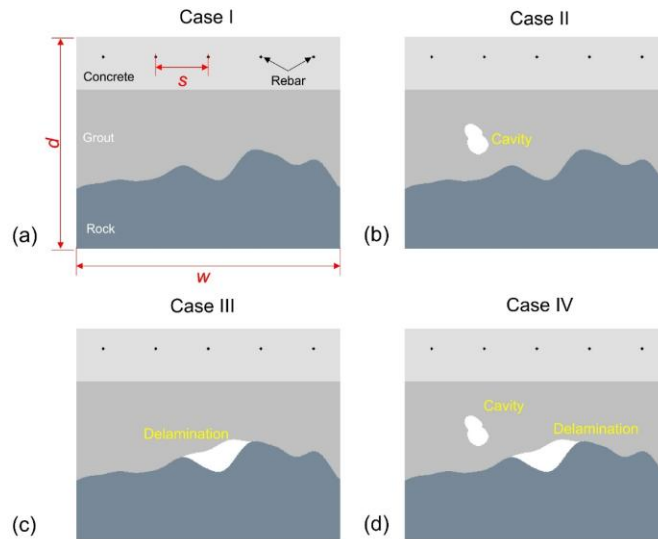 Case I
Concrete
s
Rebar
Grout
d
Rock
(a)
w
Case II
Cavity
(b)
Case III
Delamination
(c)
Case IV
Cavity
Delamination
(d)